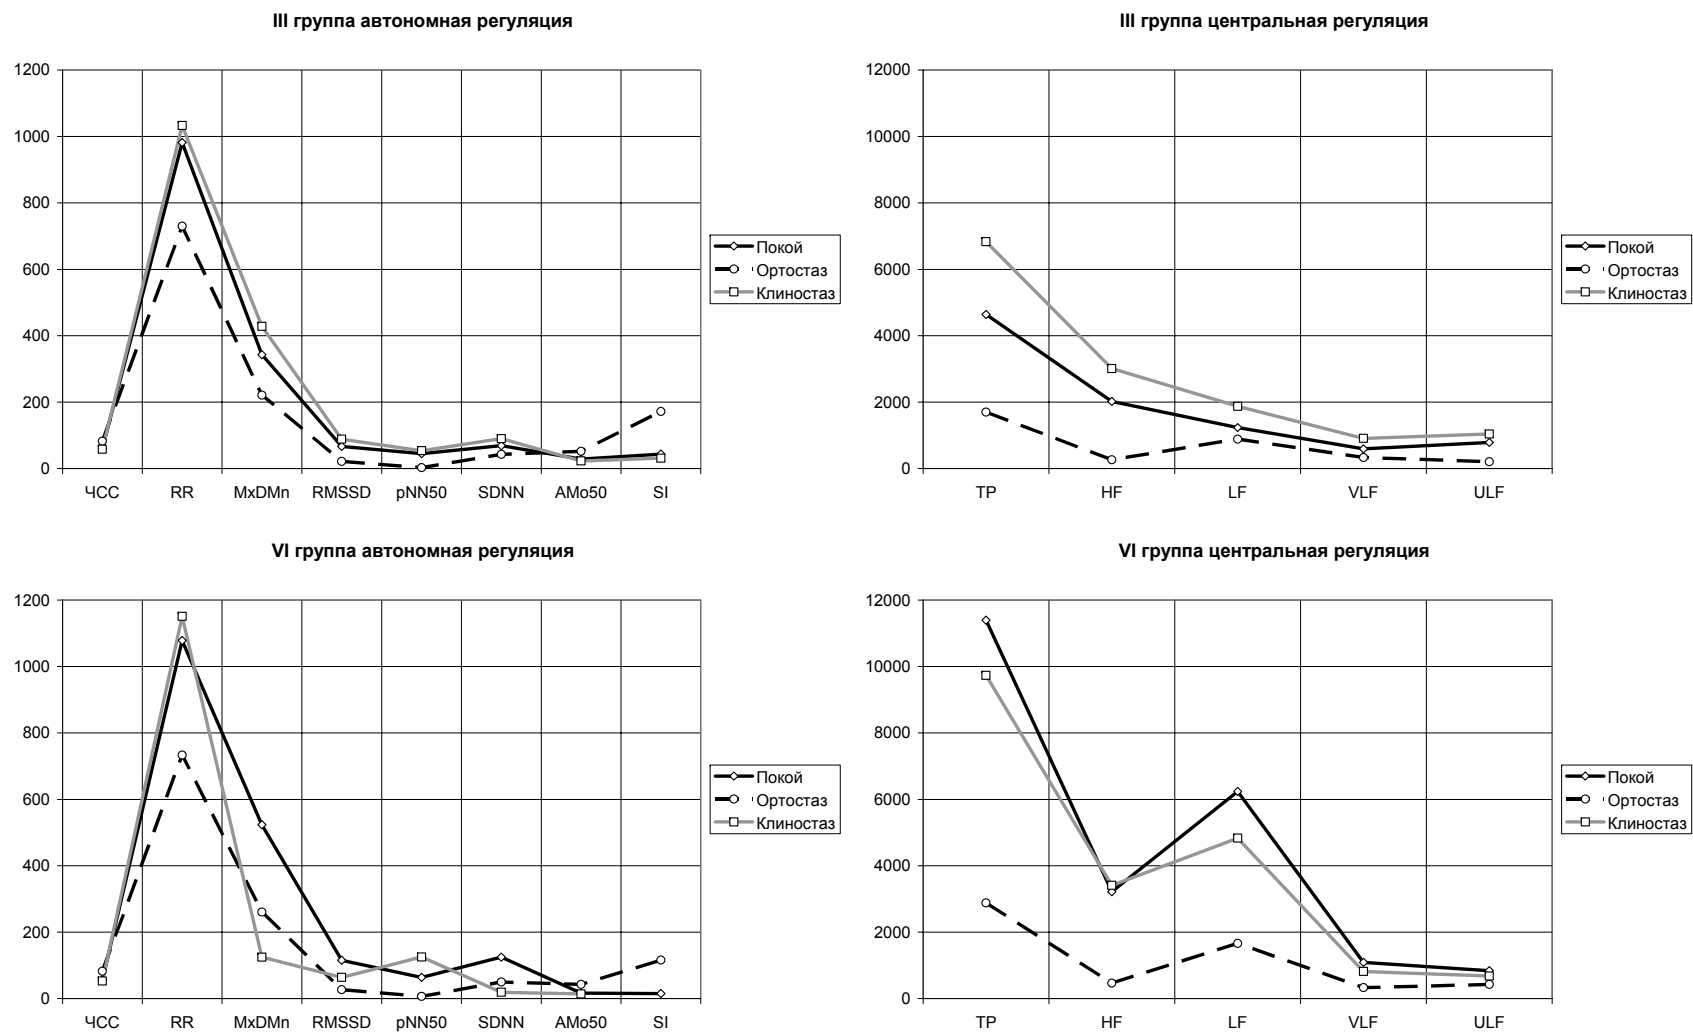 III группа автономная регуляция
1200
1000
800
600
400
200
0
ЧСС RR MxDMn RMSSD pNN50 SDNN AMo50 SI
Покой
Ортостаз
Клиностаз
III группа центральная регуляция
12000
10000
8000
6000
4000
2000
0
TP HF LF VLF ULF
Покой
Ортостаз
Клиностаз
VI группа автономная регуляция
1200
1000
800
600
400
200
0
ЧСС RR MxDMn RMSSD pNN50 SDNN AMo50 SI
Покой
Ортостаз
Клиностаз
VI группа центральная регуляция
12000
10000
8000
6000
4000
2000
0
TP HF LF VLF ULF
Покой
Ортостаз
Клиностаз